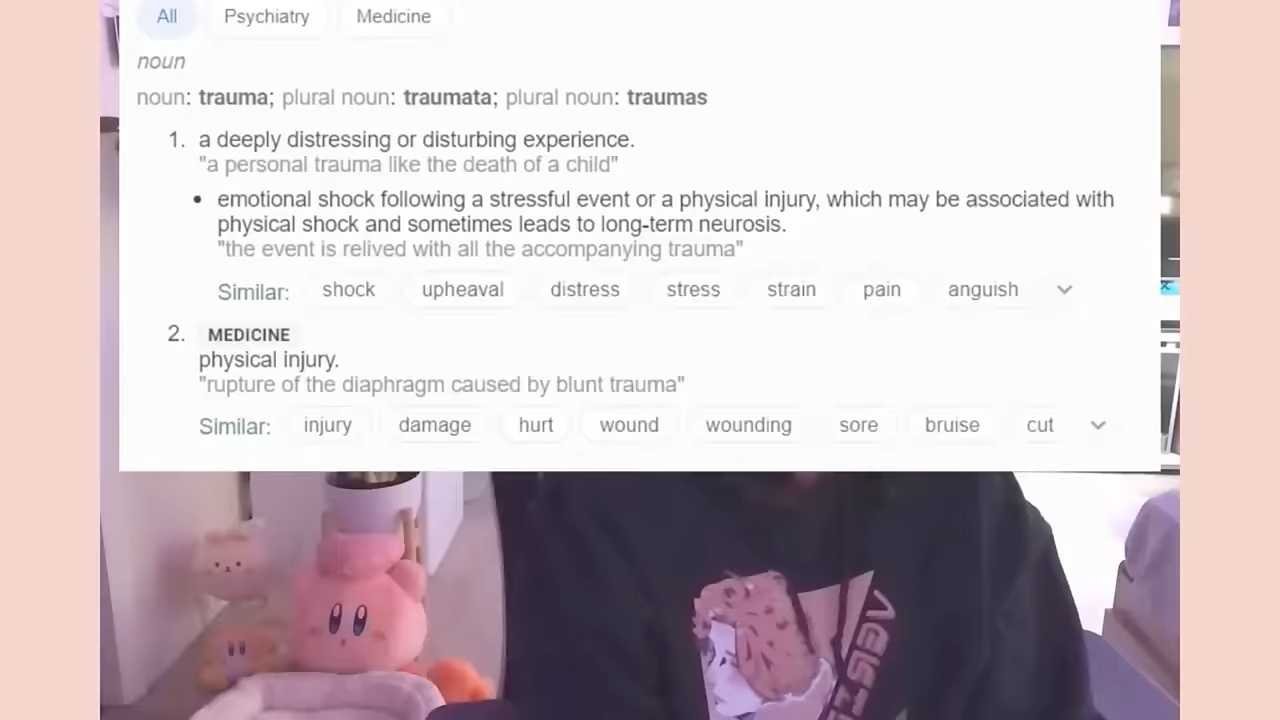 All Psychiatry Medicine
noun
noun: trauma; plural noun: traumata; plural noun: traumas
1. a deeply distressing or disturbing experience.
"a personal trauma like the death of a child"
• emotional shock following a stressful event or a physical injury, which may be associated with
physical shock and sometimes leads to long-term neurosis.
"the event is relived with all the accompanying trauma"
Similar: shock upheaval distress stress strain pain anguish
2. MEDICINE
physical injury.
"rupture of the diaphragm caused by blunt trauma"
Similar: injury damage hurt wound wounding sore bruise cut